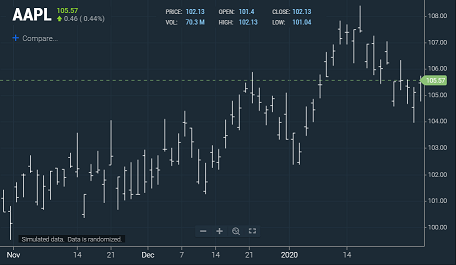 AAPL 105.57 PRICE: 102.13 OPEN: 101.4 CLOSE: 102.13
0.46 ( 0.44%) VOL: 70.3 M HIGH: 102.13 LOW: 101.04
+ Compare...
108.00
107.00
106.00
105.57
105.00
104.00
103.00
102.00
101.00
100.00
Simulated data. Data is randomized.
Nov 14 21 Dec 7 14 21 2020 14